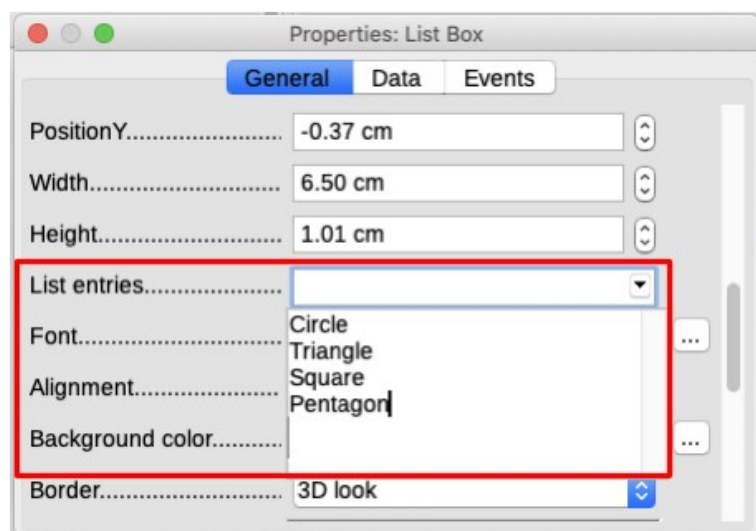 Properties: List Box
General Data Events
PositionY....................... -0.37 cm
Width............................ 6.50 cm
Height........................... 1.01 cm
List entries.....................
Font............................. ...
Circle
Triangle
Square
Pentagon
Alignment........................
Background color.......... ...
Border........................... 3D look